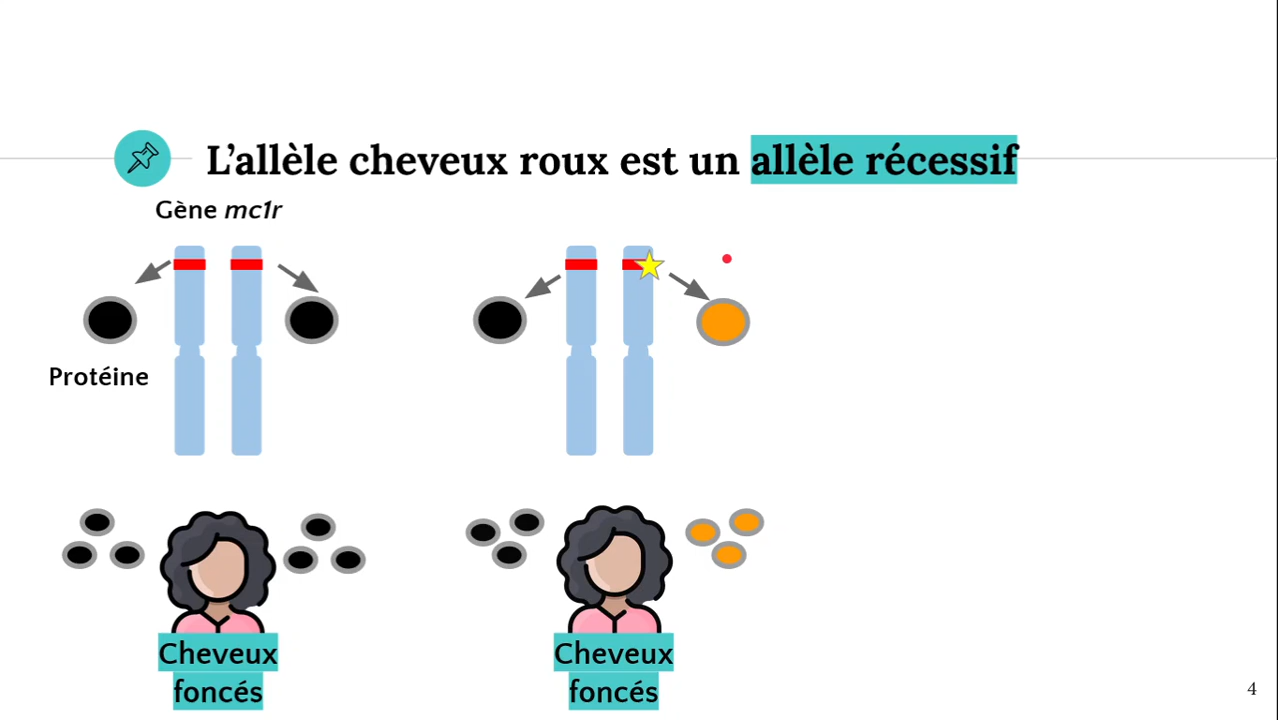 L’allèle cheveux roux est un allèle récessif
Gène mc1r
Protéine
Cheveux
foncés
Cheveux
foncés
4